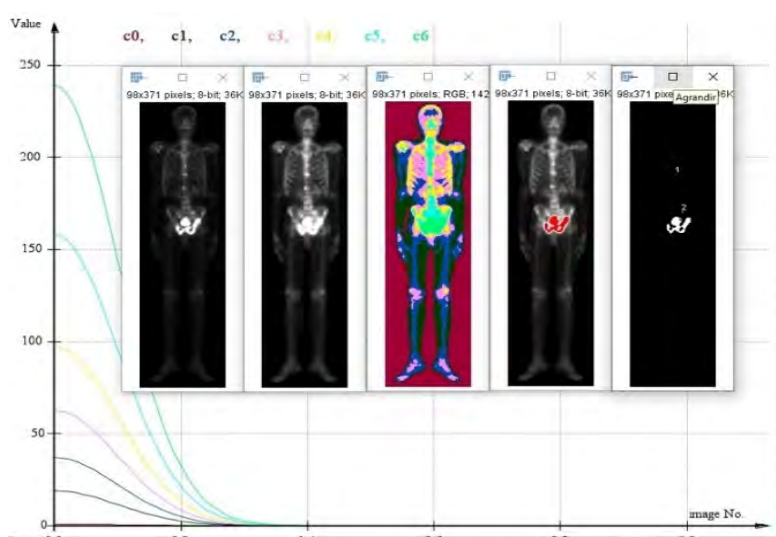 Value
c0, c1, c2, c3, c4, c5, c6
250
98x371 pixels; 8-bit; 36K
98x371 pixels; 8-bit; 36K
98x371 pixels; RGB; 142
98x371 pixels; 8-bit; 36K
98x371 pixe 36K
Agrandir
200
1
2
150
100
50
image No.
0